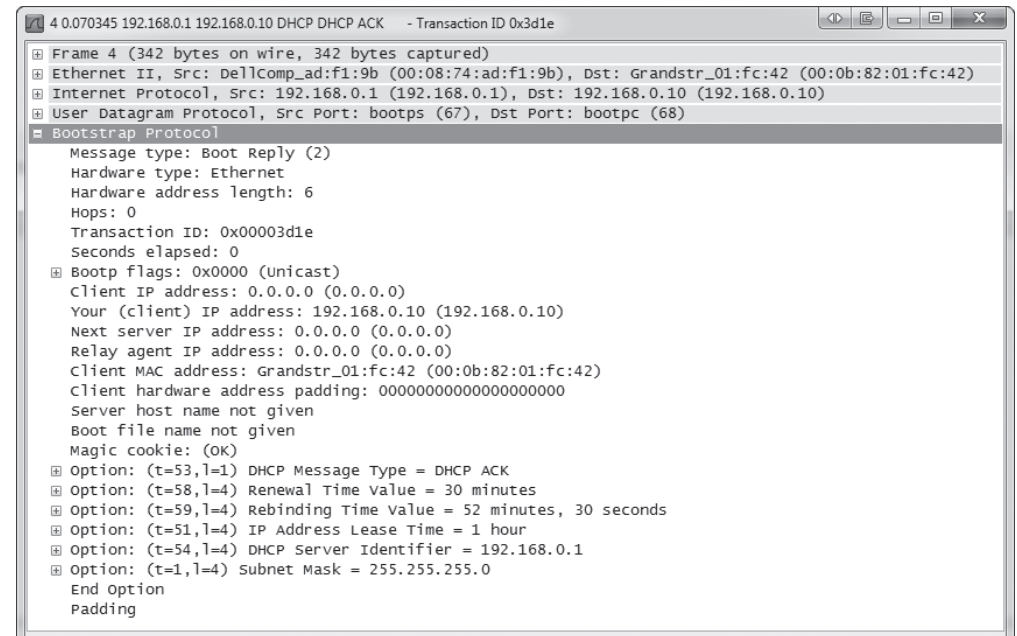 4 0.070345 192.168.0.1 192.168.0.10 DHCP DHCP ACK - Transaction ID 0x3d1e
Frame 4 (342 bytes on wire, 342 bytes captured)
Ethernet II, Src: DellComp_ad:f1:9b (00:08:74:ad:f1:9b), Dst: Grandstr_01:fc:42 (00:0b:82:01:fc:42)
Internet Protocol, Src: 192.168.0.1 (192.168.0.1), Dst: 192.168.0.10 (192.168.0.10)
User Datagram Protocol, Src Port: bootps (67), Dst Port: bootpc (68)
Bootstrap Protocol
Message type: Boot Reply (2)
Hardware type: Ethernet
Hardware address length: 6
Hops: 0
Transaction ID: 0x00003d1e
Seconds elapsed: 0
Bootp flags: 0x0000 (Unicast)
Client IP address: 0.0.0.0 (0.0.0.0)
Your (client) IP address: 192.168.0.10 (192.168.0.10)
Next server IP address: 0.0.0.0 (0.0.0.0)
Relay agent IP address: 0.0.0.0 (0.0.0.0)
Client MAC address: Grandstr_01:fc:42 (00:0b:82:01:fc:42)
Client hardware address padding: 00000000000000000000
Server host name not given
Boot file name not given
Magic cookie: (OK)
Option: (t=53,l=1) DHCP Message Type = DHCP ACK
Option: (t=58,l=4) Renewal Time Value = 30 minutes
Option: (t=59,l=4) Rebinding Time Value = 52 minutes, 30 seconds
Option: (t=51,l=4) IP Address Lease Time = 1 hour
Option: (t=54,l=4) DHCP Server Identifier = 192.168.0.1
Option: (t=1,l=4) Subnet Mask = 255.255.255.0
End Option
Padding